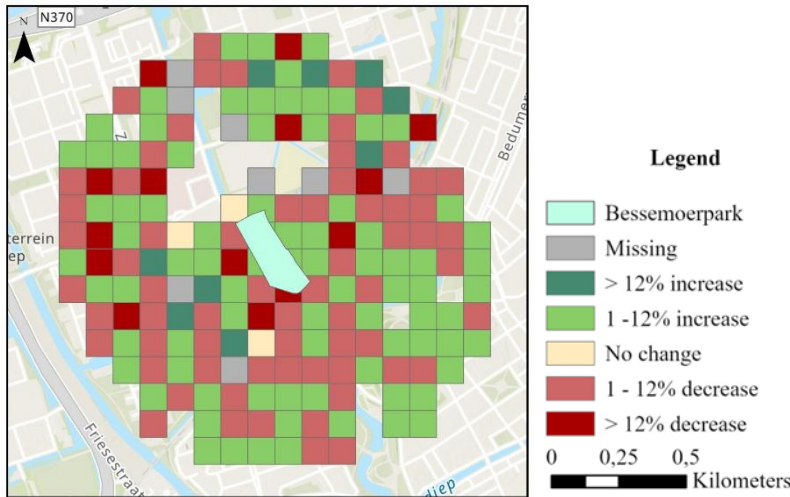 N370
N
Z
Bedumer
terrein
ep
Friesestraat
diep
Legend
Bessemoerpark
Missing
> 12% increase
1 -12% increase
No change
1 - 12% decrease
> 12% decrease
0 0,25 0,5
Kilometers